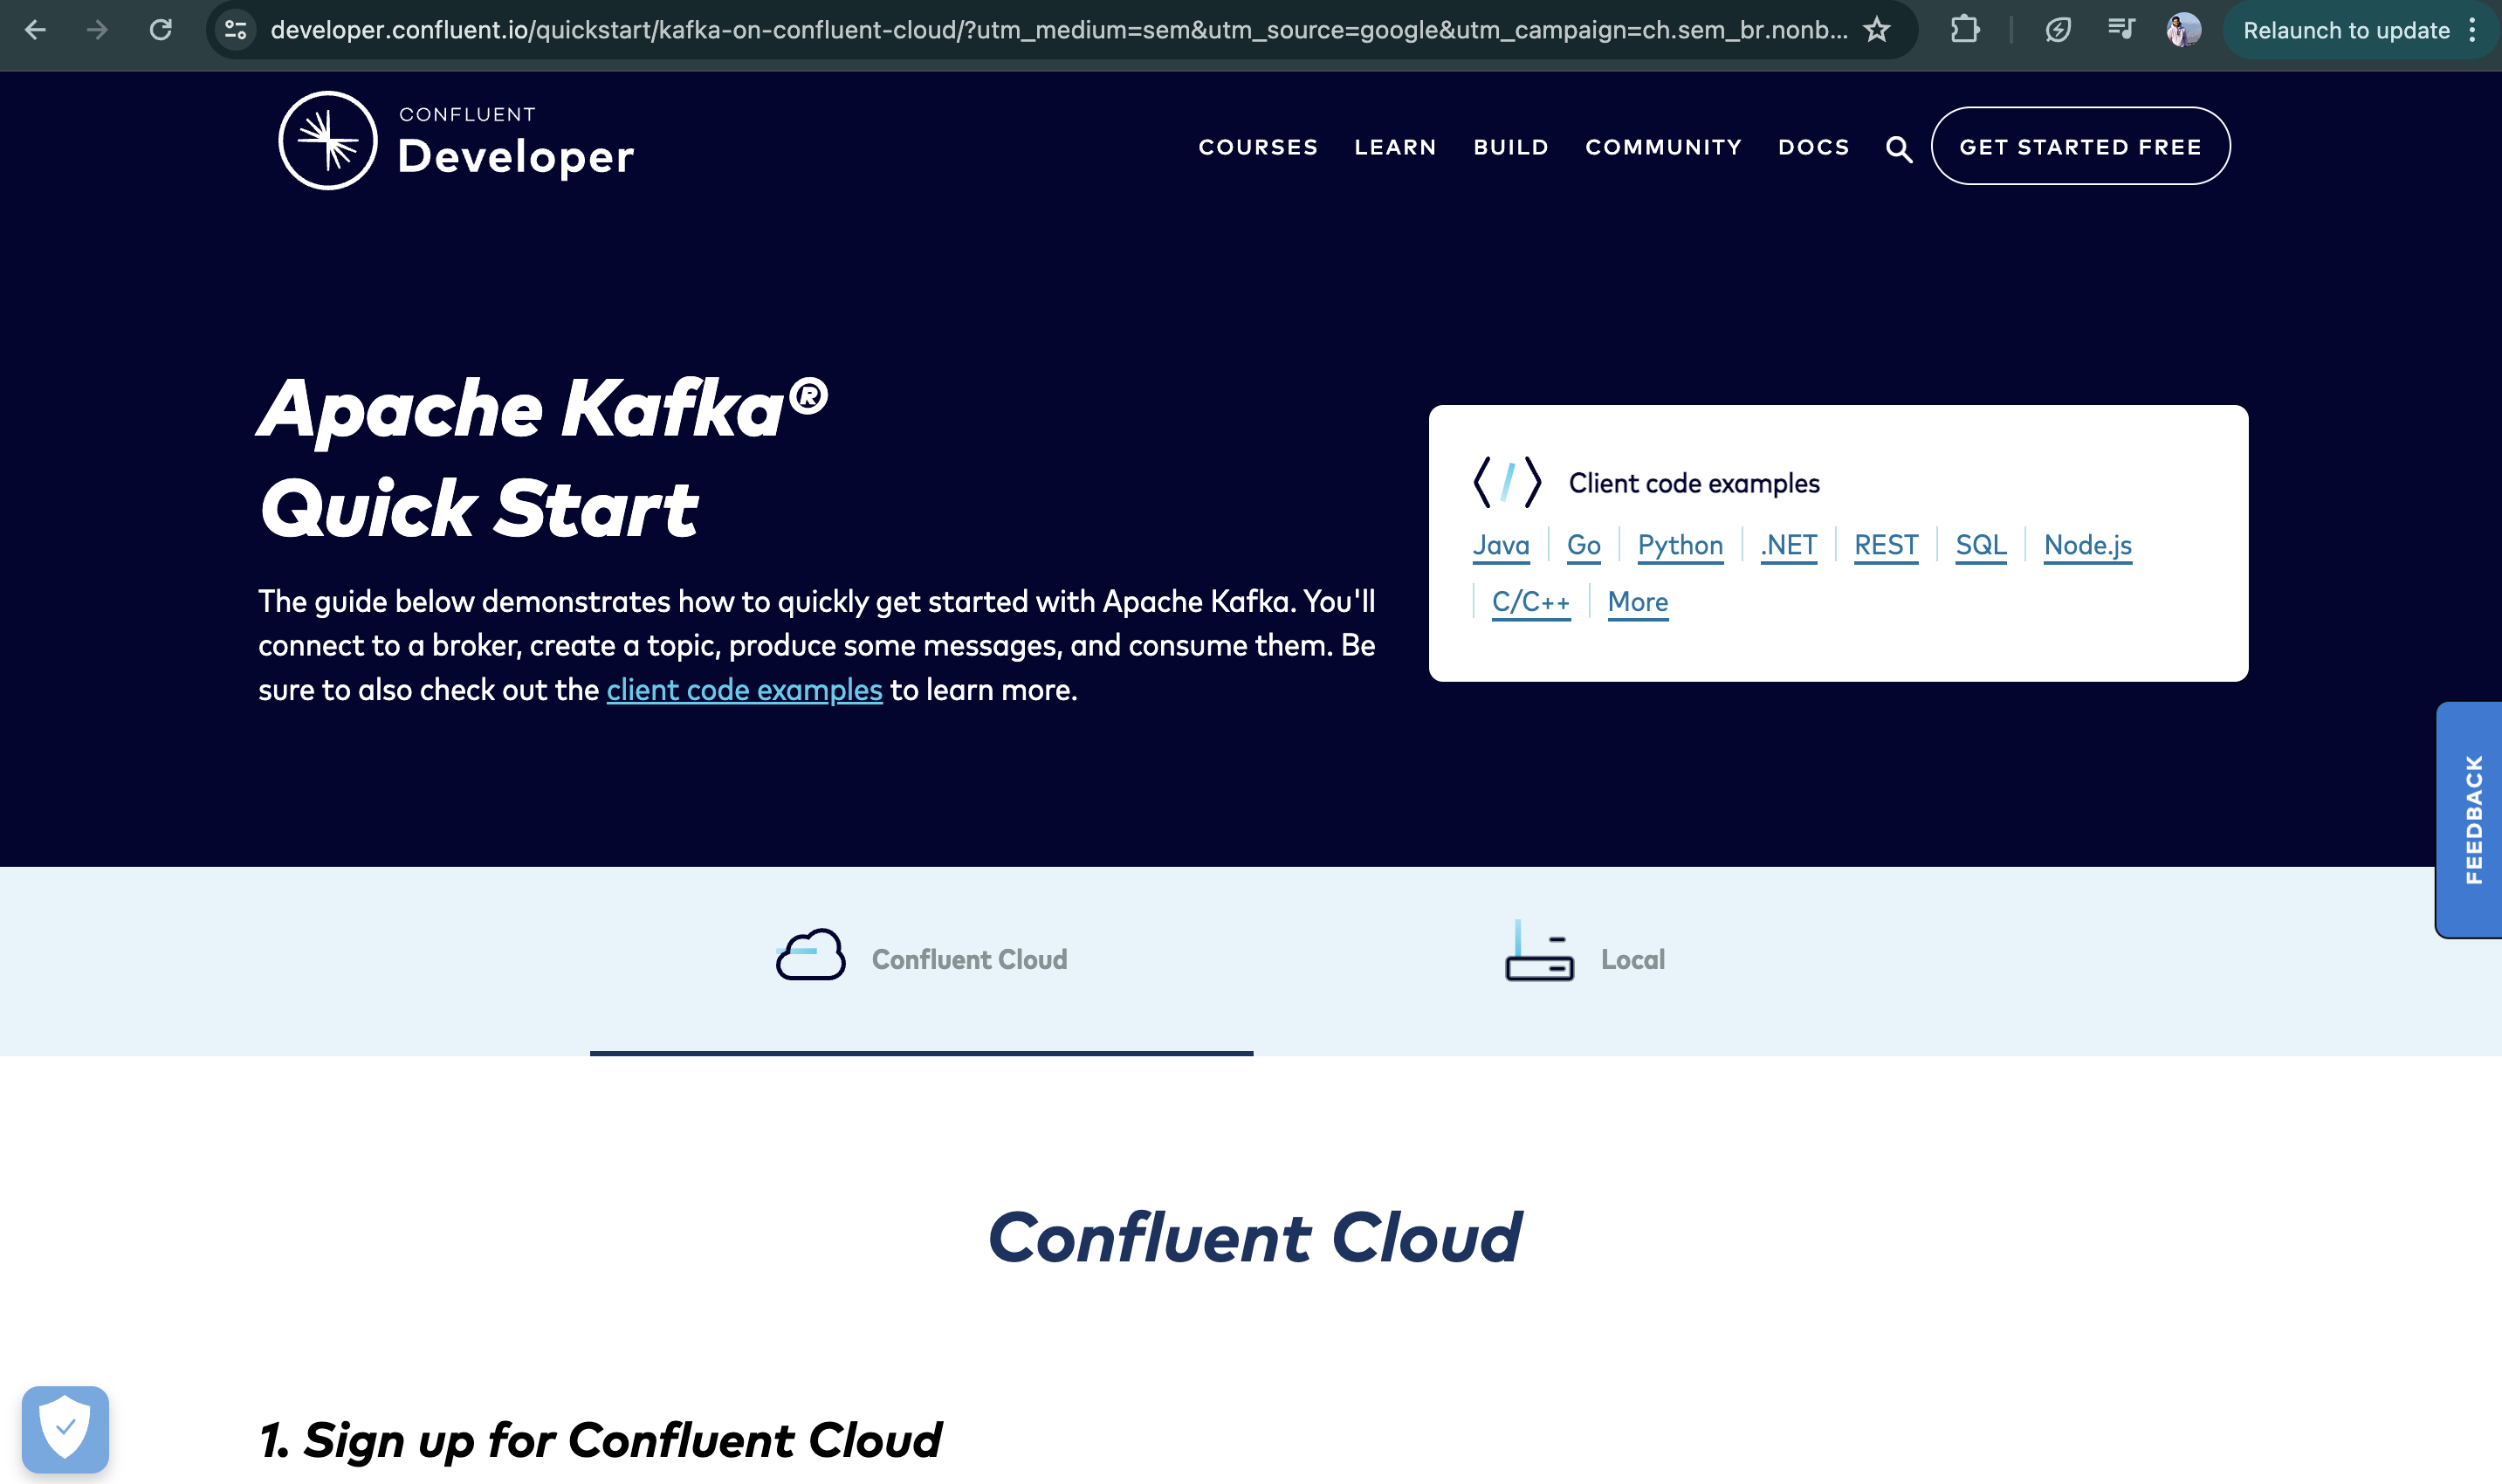 developer.confluent.io/quickstart/kafka-on-confluent-cloud/?utm_medium=sem&utm_source=google&utm_campaign=ch.sem_br.nonb...
Relaunch to update
CONFLUENT
Developer
COURSES LEARN BUILD COMMUNITY DOCS GET STARTED FREE
Apache Kafka®
Quick Start
The guide below demonstrates how to quickly get started with Apache Kafka. You'll
connect to a broker, create a topic, produce some messages, and consume them. Be
sure to also check out the client code examples to learn more.
Client code examples
Java Go Python .NET REST SQL Node.js
C/C++ More
FEEDBACK
Confluent Cloud Local
Confluent Cloud
1. Sign up for Confluent Cloud